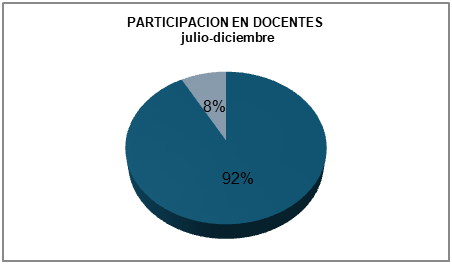 PARTICIPACION EN DOCENTES
julio-diciembre
8%
92%